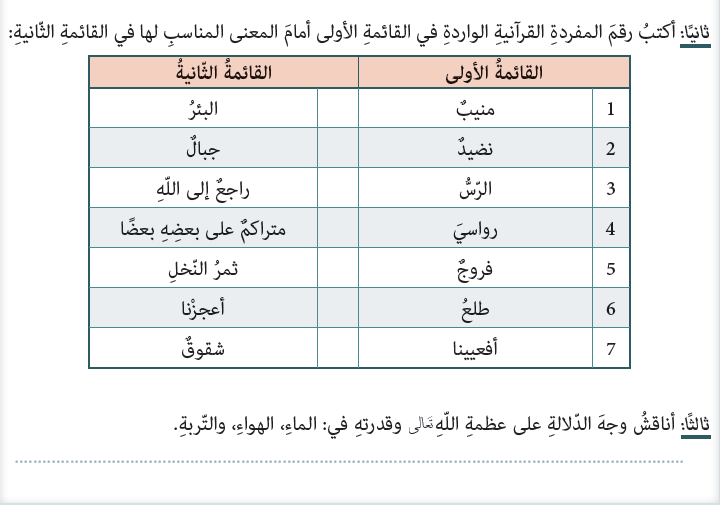 ثانيًا: أكتبُ رقمَ المفردةِ القرآنيةِ الواردةِ في القائمةِ الأولى أمامَ المعنى المناسبِ لها في القائمةِ الثّانيةِ:
القائمةُ الأولى القائمةُ الثّانيةُ
1 منيبٌ البئرُ
2 نضيدٌ جبالٌ
3 الرّسُّ راجعٌ إلى اللّهِ
4 رواسيَ متراكمٌ على بعضِهِ بعضًا
5 فروجٌ ثمرُ النّخلِ
6 طلعُ أعجزْنا
7 أفعيينا شقوقٌ
ثالثًا: أناقشُ وجهَ الدّلالةِ على عظمةِ اللّهِ تعالى وقدرتهِ في: الماءِ، الهواءِ، والتّربةِ.